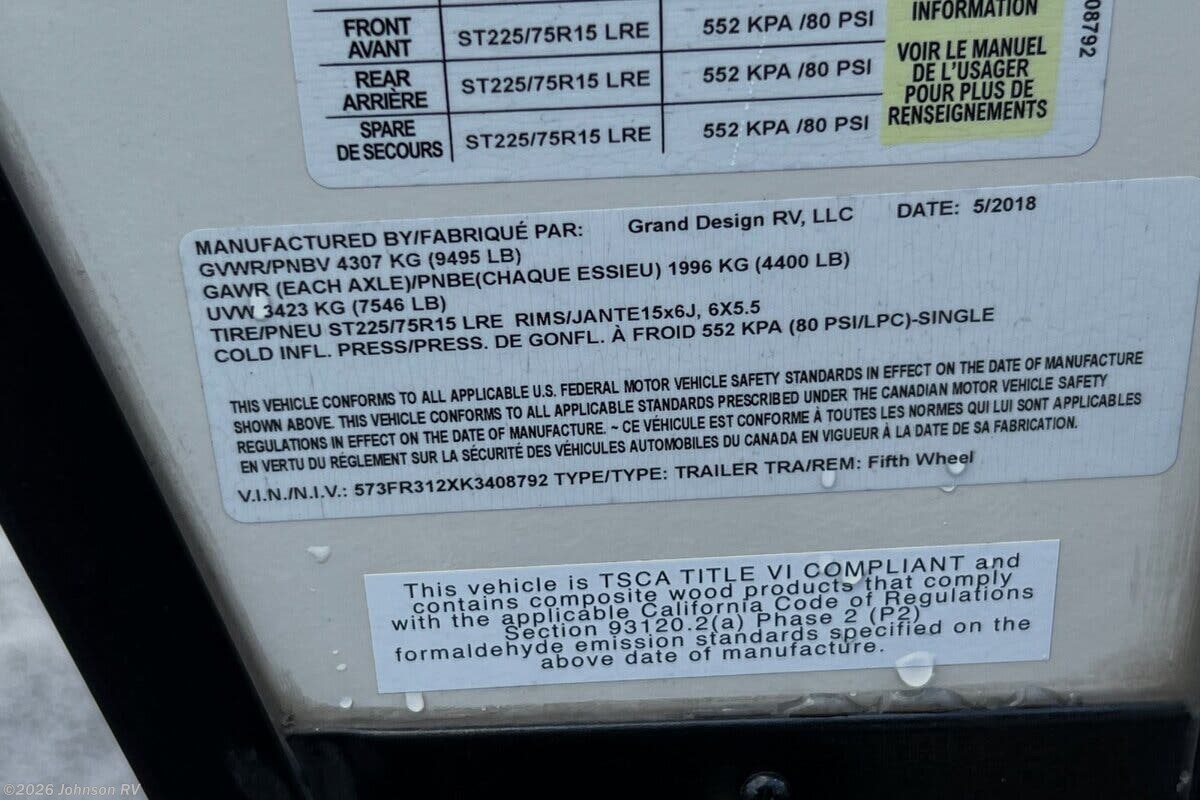 FRONT ST225/75R15 LRE 552 KPA /80 PSI
AVANT
REAR ST225/75R15 LRE 552 KPA /80 PSI
ARRIÈRE
SPARE ST225/75R15 LRE 552 KPA /80 PSI
DE SECOURS
INFORMATION
VOIR LE MANUEL
DE L'USAGER
POUR PLUS DE
RENSEIGNEMENTS
08792
MANUFACTURED BY/FABRIQUÉ PAR: Grand Design RV, LLC DATE: 5/2018
GVWR/PNBV 4307 KG (9495 LB)
GAWR (EACH AXLE)/PNBE(CHAQUE ESSIEU) 1996 KG (4400 LB)
UVW 3423 KG (7546 LB)
TIRE/PNEU ST225/75R15 LRE RIMS/JANTE15x6J, 6X5.5
COLD INFL. PRESS/PRESS. DE GONFL. À FROID 552 KPA (80 PSI/LPC)-SINGLE
THIS VEHICLE CONFORMS TO ALL APPLICABLE U.S. FEDERAL MOTOR VEHICLE SAFETY STANDARDS IN EFFECT ON THE DATE OF MANUFACTURE
SHOWN ABOVE. THIS VEHICLE CONFORMS TO ALL APPLICABLE STANDARDS PRESCRIBED UNDER THE CANADIAN MOTOR VEHICLE SAFETY
REGULATIONS IN EFFECT ON THE DATE OF MANUFACTURE. ~ CE VÉHICULE EST CONFORME À TOUTES LES NORMES QUI LUI SONT APPLICABLES
EN VERTU DU RÉGLEMENT SUR LA SÉCURITÉ DES VÉHICULES AUTOMOBILES DU CANADA EN VIGUEUR À LA DATE DE SA FABRICATION.
V.I.N./N.I.V.: 573FR312XK3408792 TYPE/TYPE: TRAILER TRA/REM: Fifth Wheel
This vehicle is TSCA TITLE VI COMPLIANT and
contains composite wood products that comply
with the applicable California Code of Regulations
Section 93120.2(a) Phase 2 (P2)
formaldehyde emission standards specified on the
above date of manufacture.
©2026 Johnson RV